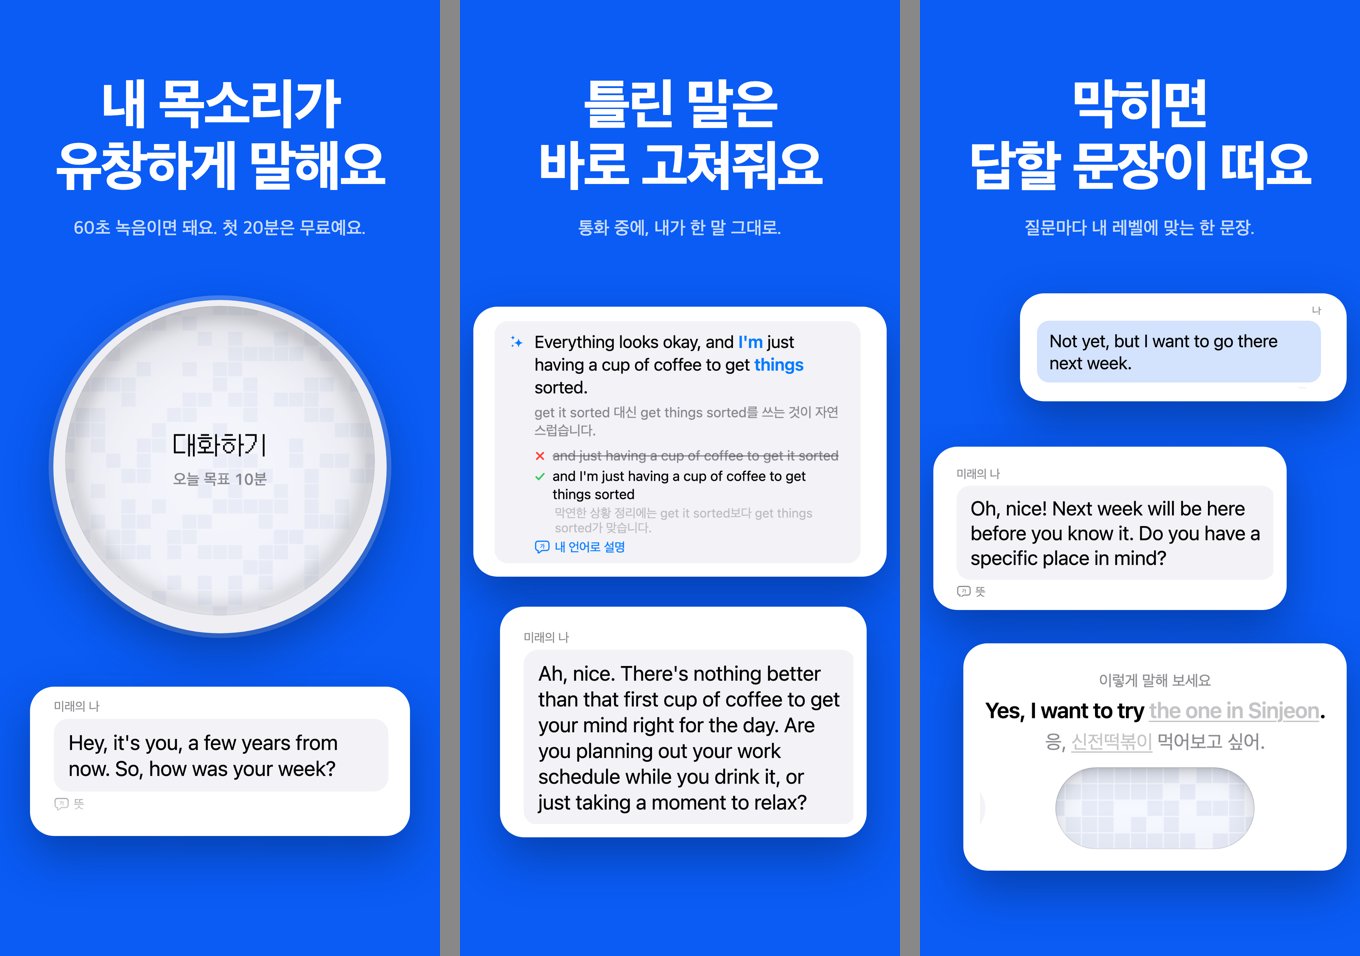 내 목소리가
유창하게 말해요
60초 녹음이면 돼요. 첫 20분은 무료예요.
대화하기
오늘 목표 10분
미래의 나
Hey, it's you, a few years from
now. So, how was your week?
뜻
틀린 말은
바로 고쳐줘요
통화 중에, 내가 한 말 그대로.
Everything looks okay, and I'm just
having a cup of coffee to get things
sorted.
get it sorted 대신 get things sorted를 쓰는 것이 자연
스럽습니다.
and just having a cup of coffee to get it sorted
and I'm just having a cup of coffee to get
things sorted
막연한 상황 정리에는 get it sorted보다 get things
sorted가 맞습니다.
내 언어로 설명
미래의 나
Ah, nice. There's nothing better
than that first cup of coffee to get
your mind right for the day. Are
you planning out your work
schedule while you drink it, or
just taking a moment to relax?
막히면
답할 문장이 떠요
질문마다 내 레벨에 맞는 한 문장.
나
Not yet, but I want to go there
next week.
미래의 나
Oh, nice! Next week will be here
before you know it. Do you have a
specific place in mind?
뜻
이렇게 말해 보세요
Yes, I want to try the one in Sinjeon.
응, 신전떡볶이 먹어보고 싶어.